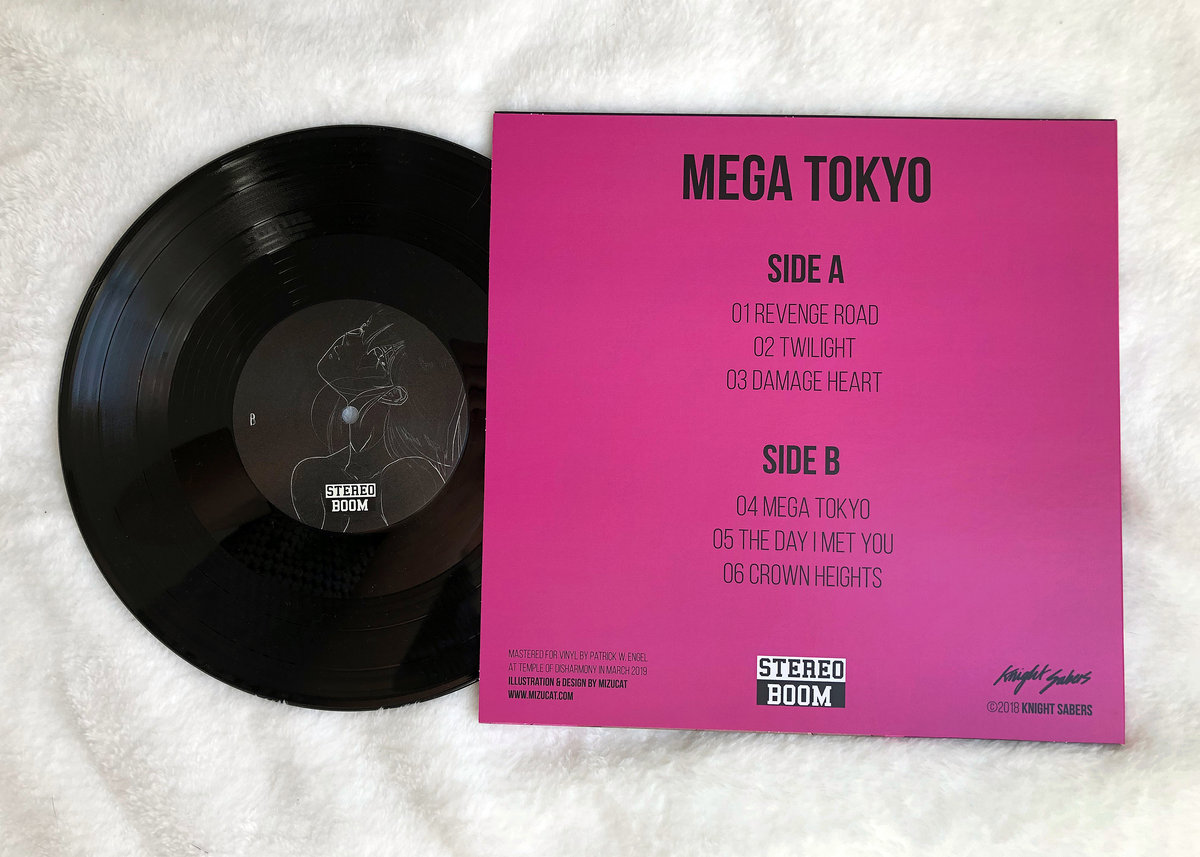 B
STEREO
BOOM
MEGA TOKYO
SIDE A
01 REVENGE ROAD
02 TWILIGHT
03 DAMAGE HEART
SIDE B
04 MEGA TOKYO
05 THE DAY I MET YOU
06 CROWN HEIGHTS
MASTERED FOR VINYL BY PATRICK W. ENGEL
AT TEMPLE OF DISHARMONY IN MARCH 2019
ILLUSTRATION & DESIGN BY MIZUCAT
WWW.MIZUCAT.COM
STEREO
BOOM
Knight Sabers
©2018 KNIGHT SABERS